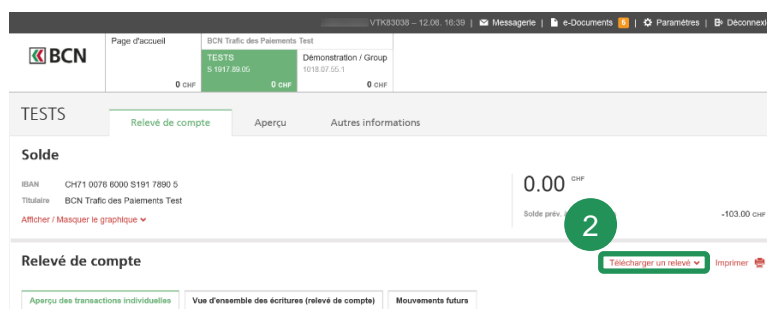 VTK83038 – 12.06. 16:39 | Messagerie | e-Documents 6 | Paramètres | Déconnexi
BCN
Page d'accueil
0 CHF
BCN Trafic des Paiements Test
TESTS
S 1917.89.05
0 CHF
Démonstration / Group
1018.07.55.1
0 CHF
TESTS
Relevé de compte Aperçu Autres informations
Solde
IBAN CH71 0076 6000 S191 7890 5
Titulaire BCN Trafic des Paiements Test
Afficher / Masquer le graphique
0.00 CHF
Solde prév. -103.00 CHF
2
Relevé de compte
Télécharger un relevé Imprimer
Aperçu des transactions individuelles Vue d'ensemble des écritures (relevé de compte) Mouvements futurs